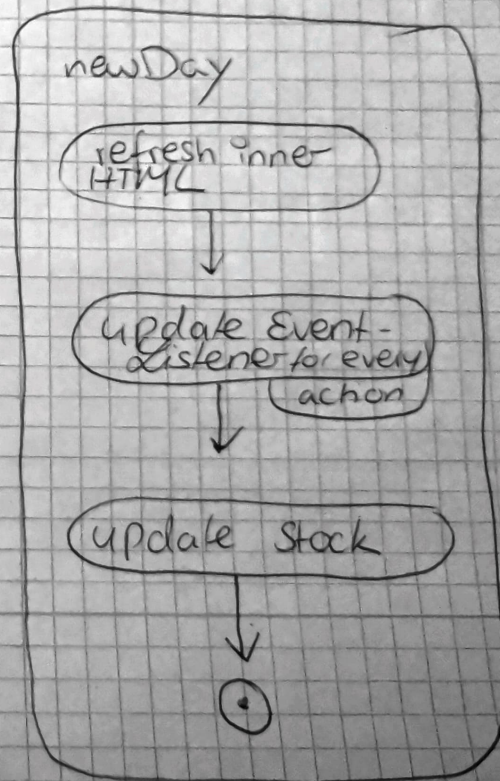 newDay
refresh inner
HTML
update Event-
Listener for every
action
update Stock